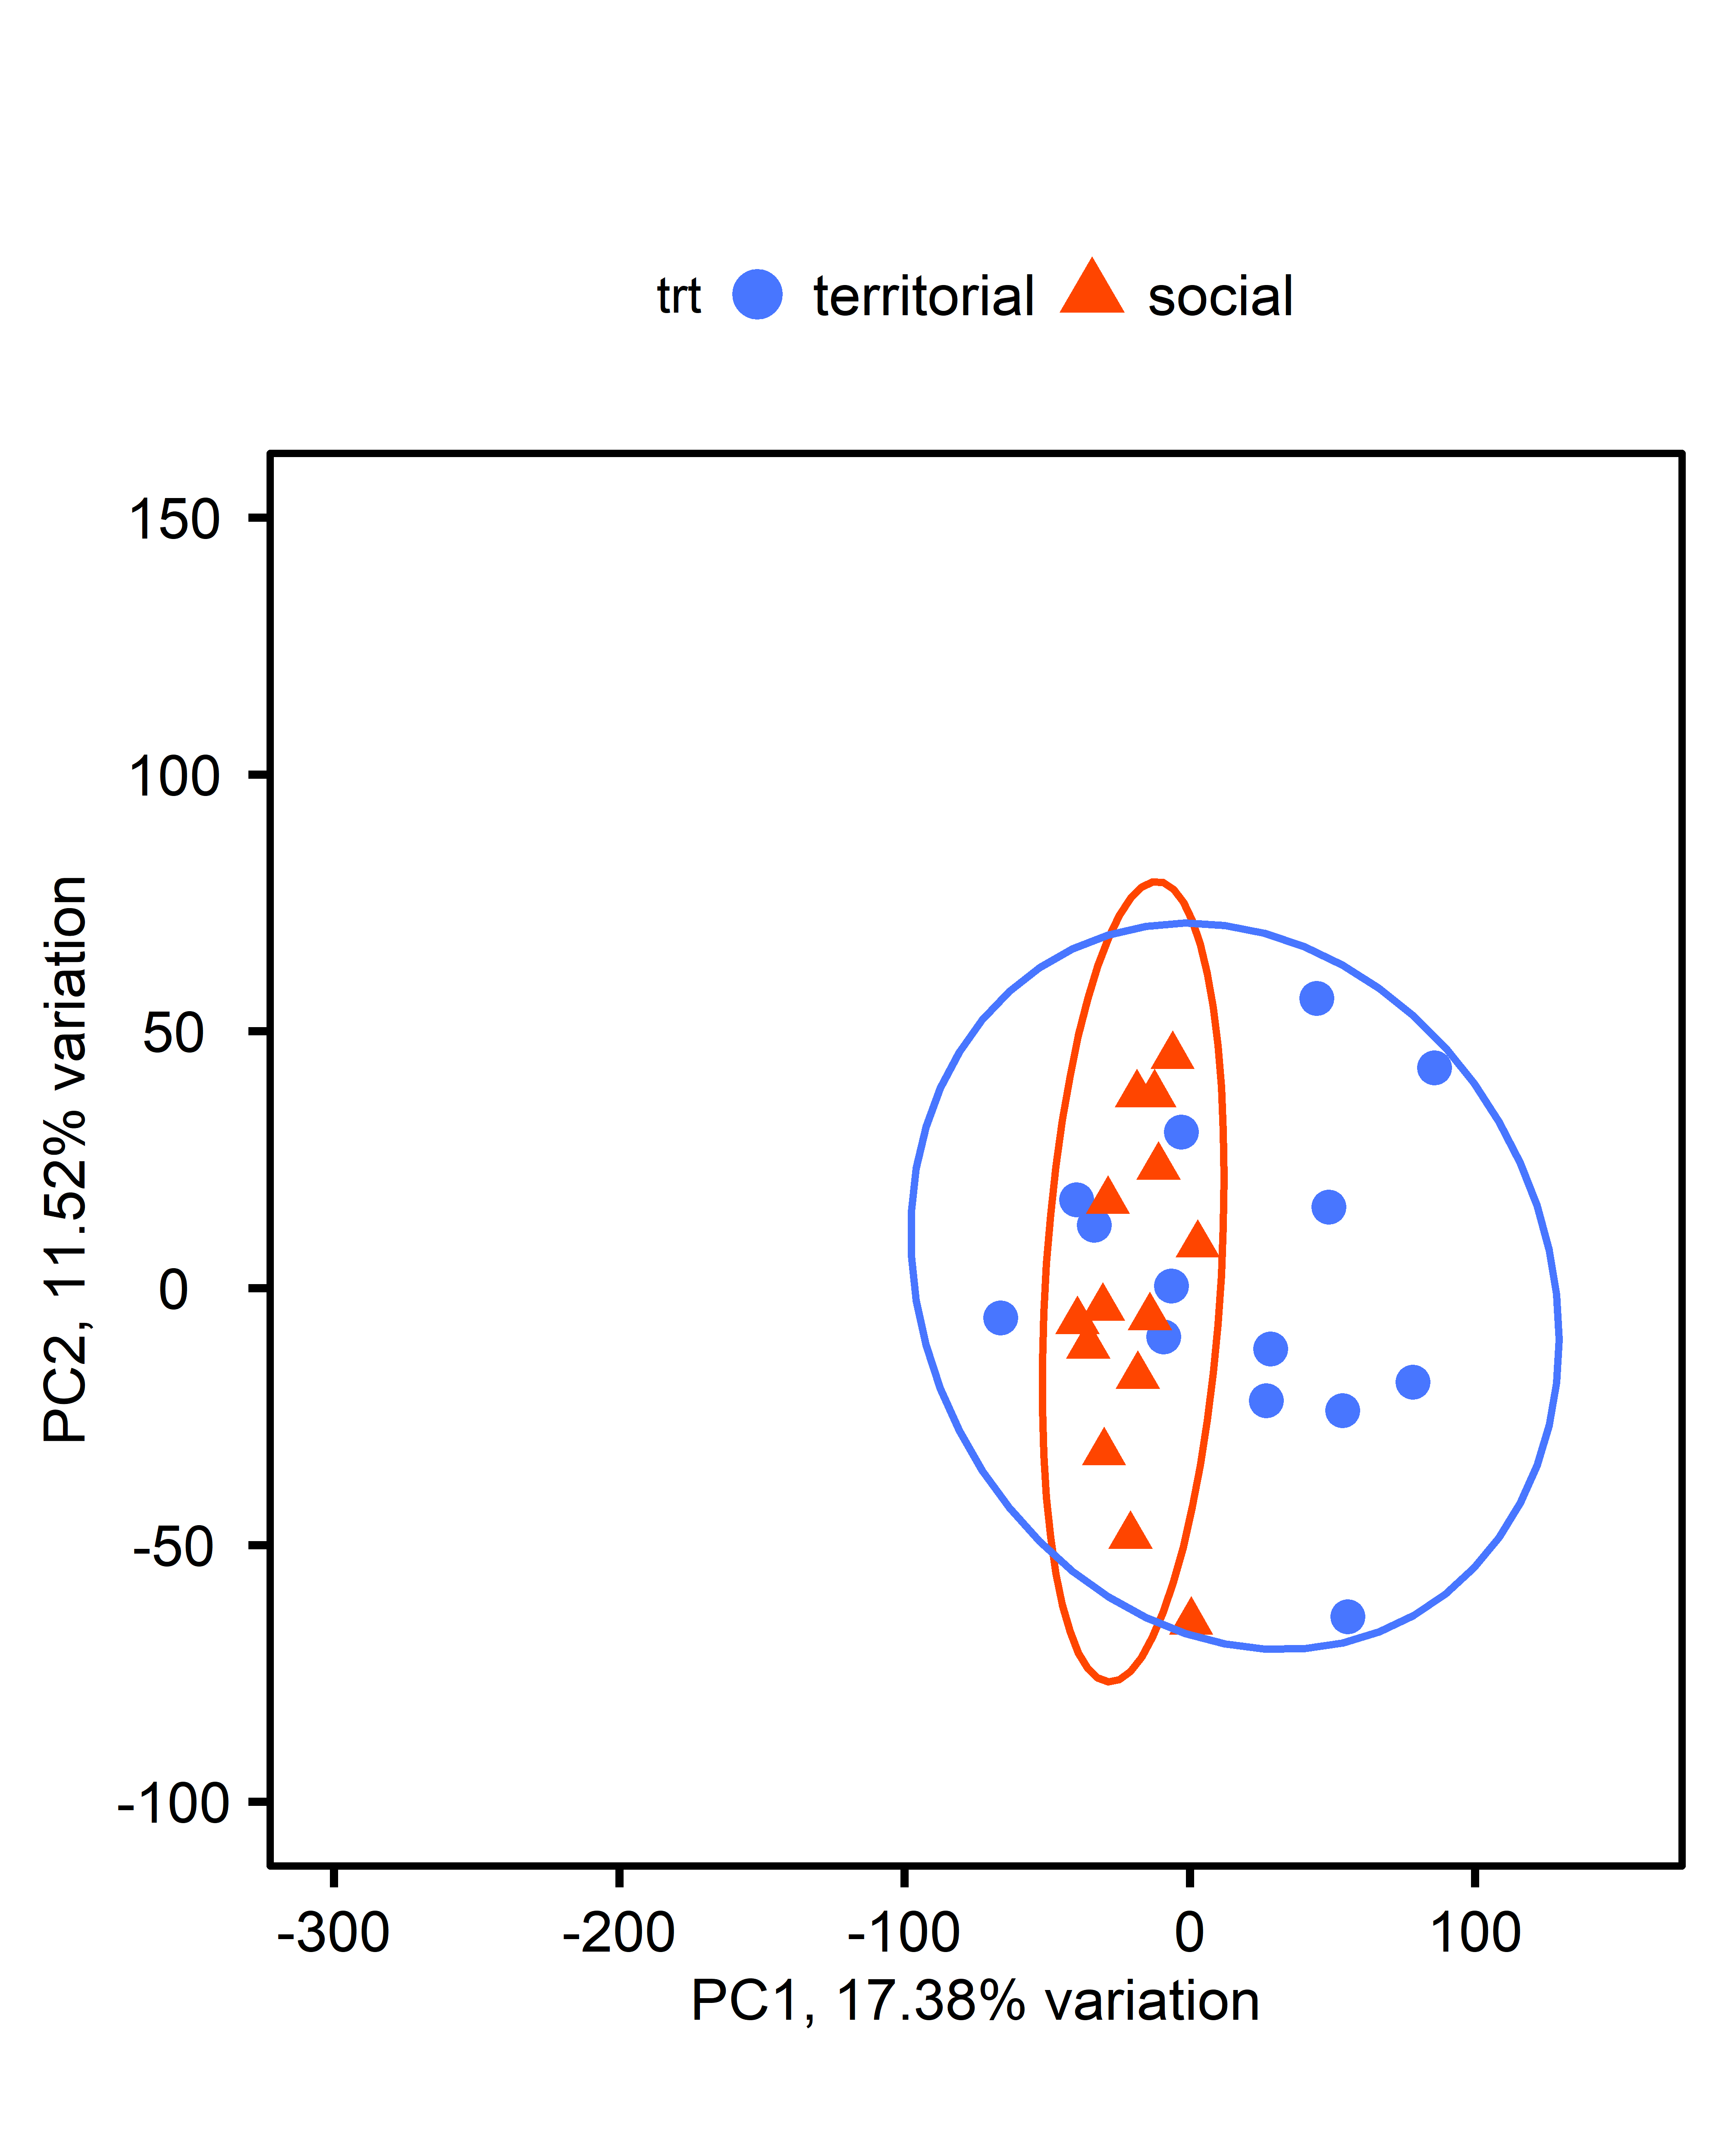 trt territorial social
150
100
50
0
-50
-100
PC2, 11.52% variation
-300 -200 -100 0 100
PC1, 17.38% variation